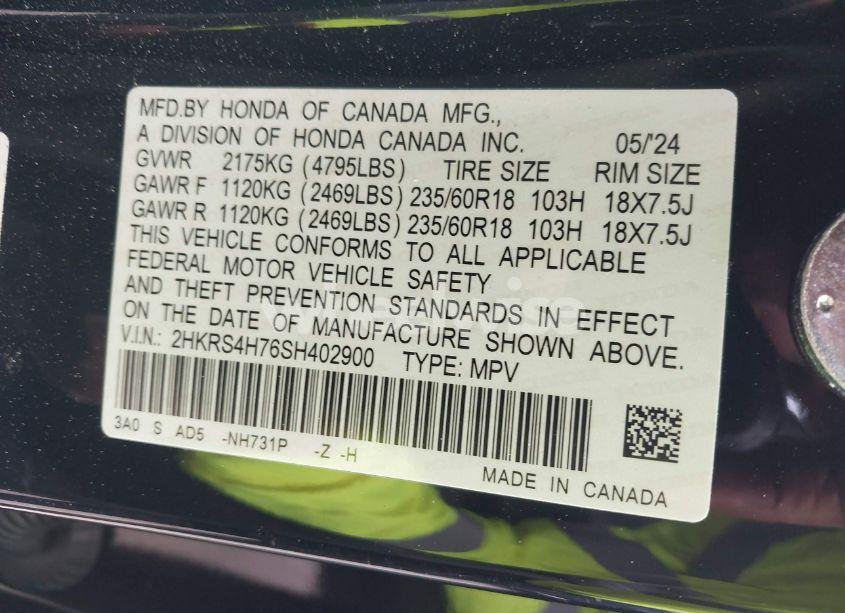 MFD.BY HONDA OF CANADA MFG.,
A DIVISION OF HONDA CANADA INC. 05/'24
GVWR 2175KG (4795LBS) TIRE SIZE RIM SIZE
GAWR F 1120KG (2469LBS) 235/60R18 103H 18X7.5J
GAWR R 1120KG (2469LBS) 235/60R18 103H 18X7.5J
THIS VEHICLE CONFORMS TO ALL APPLICABLE
FEDERAL MOTOR VEHICLE SAFETY
AND THEFT PREVENTION STANDARDS IN EFFECT
ON THE DATE OF MANUFACTURE SHOWN ABOVE.
V.I.N.: 2HKRS4H76SH402900 TYPE: MPV
3A0 S AD5 -NH731P -Z -H
MADE IN CANADA